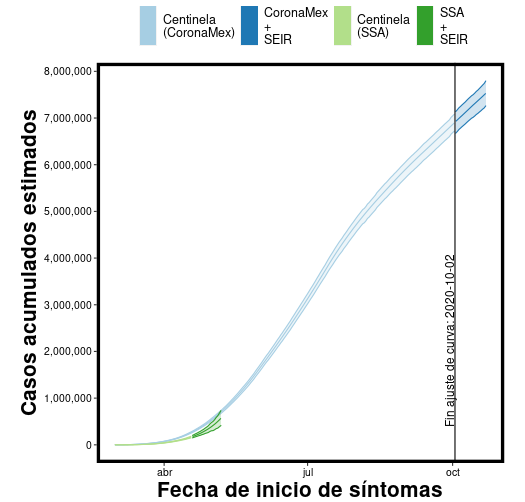 Centinela
(CoronaMex)
CoronaMex
+
SEIR
Centinela
(SSA)
SSA
+
SEIR
Casos acumulados estimados
8,000,000
7,000,000
6,000,000
5,000,000
4,000,000
3,000,000
2,000,000
1,000,000
0
Fin ajuste de curva: 2020-10-02
abr
jul
oct
Fecha de inicio de síntomas